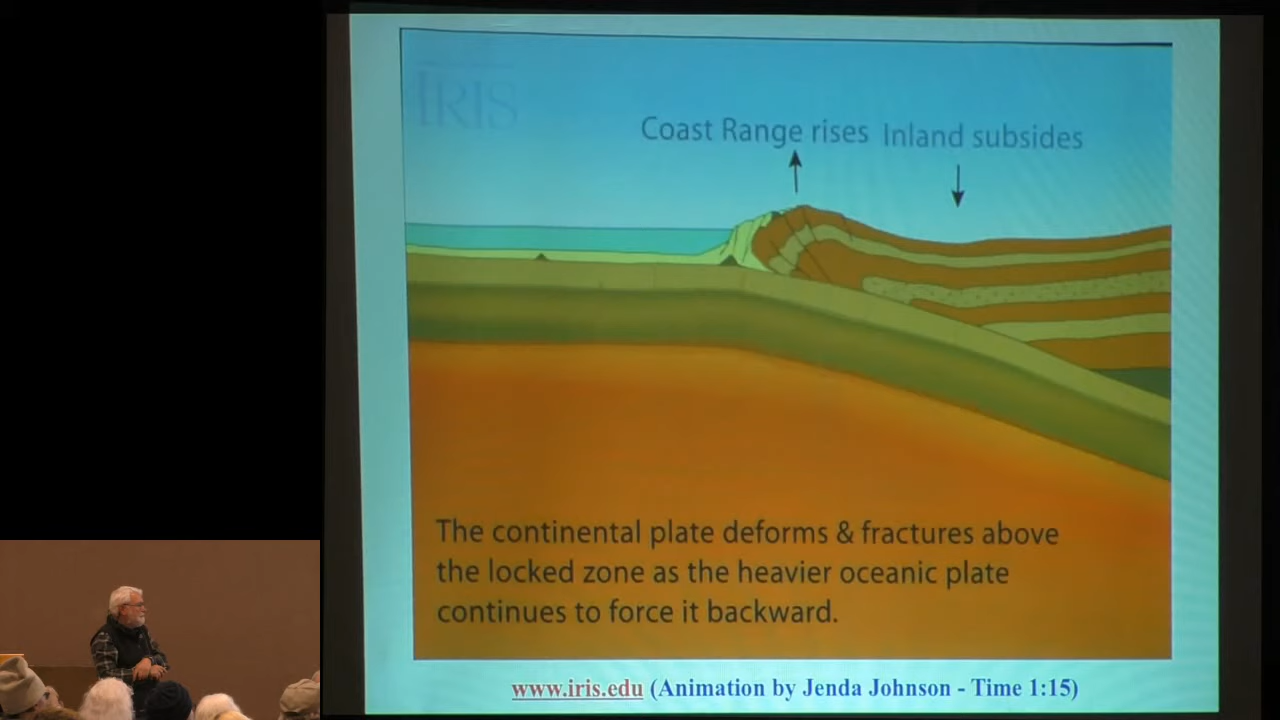 IRIS
Coast Range rises Inland subsides
The continental plate deforms & fractures above
the locked zone as the heavier oceanic plate
continues to force it backward.
www.iris.edu (Animation by Jenda Johnson - Time 1:15)